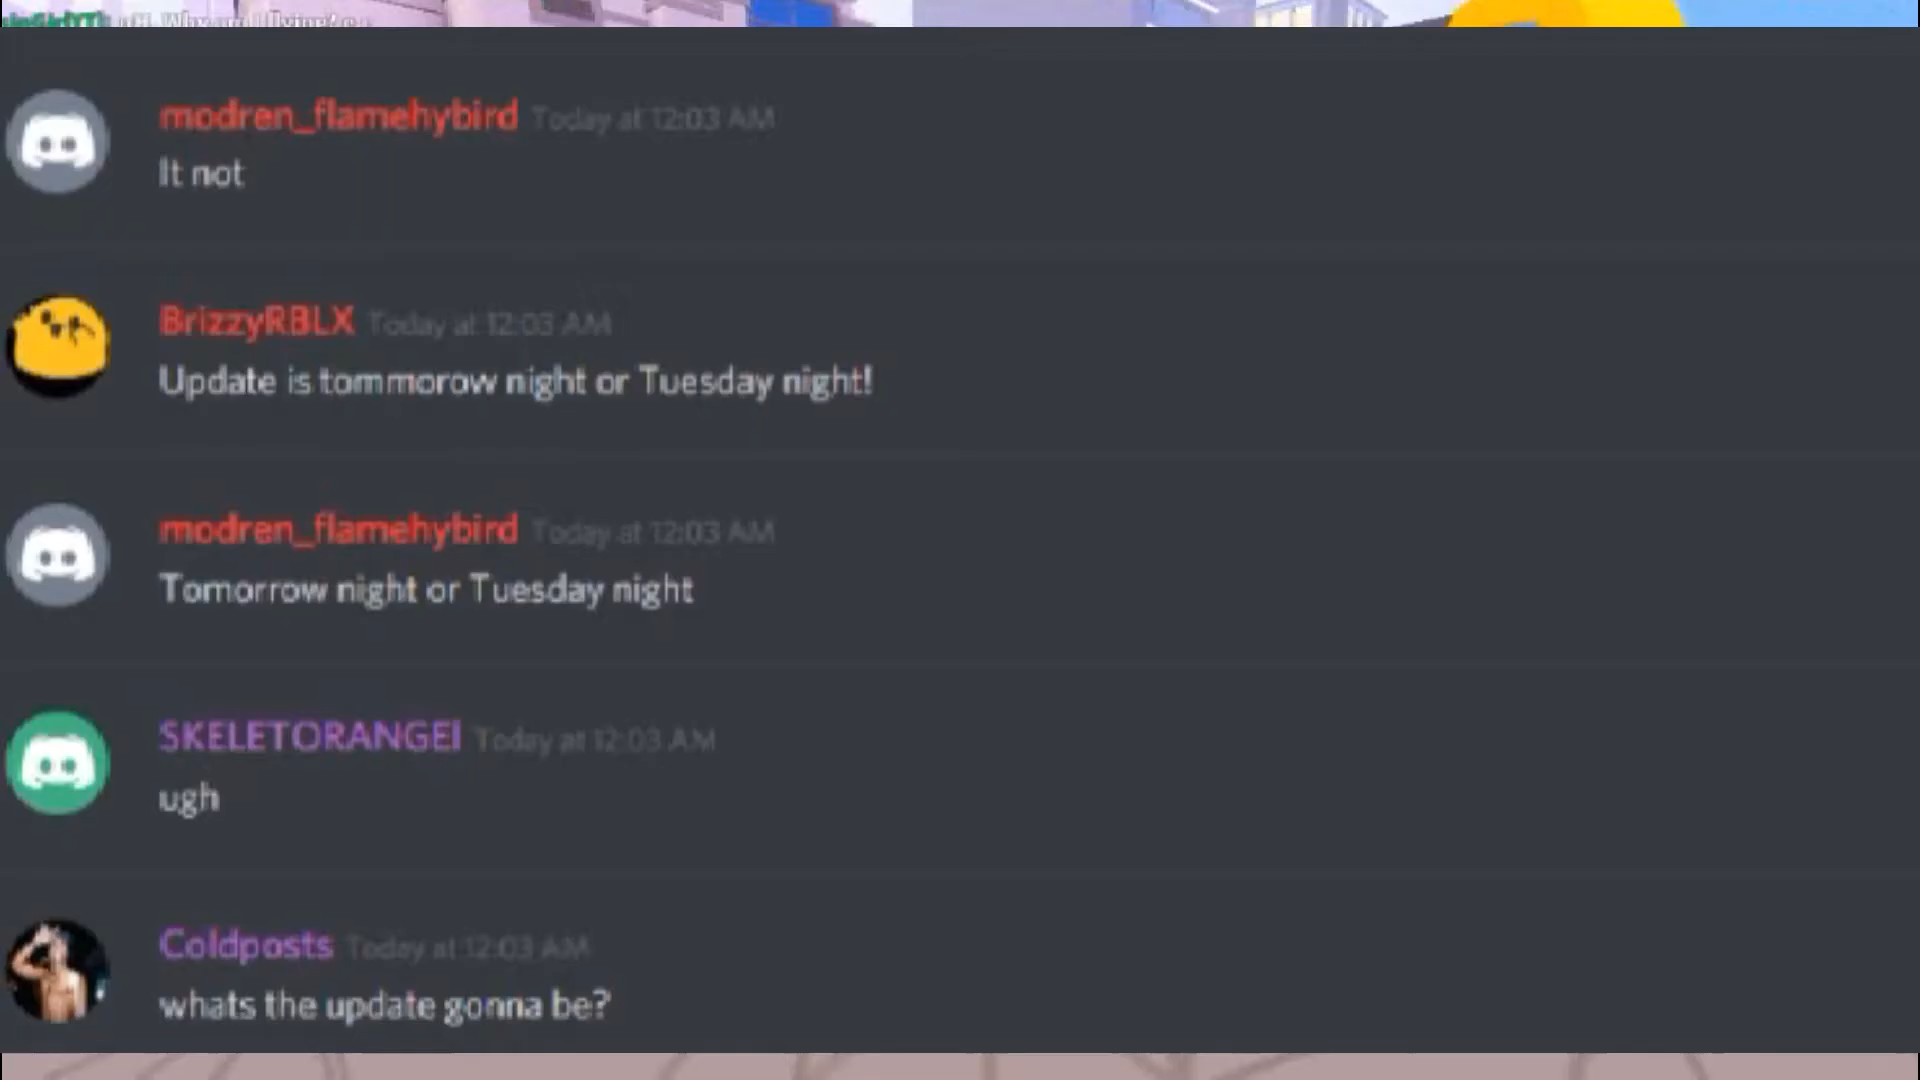 modren_flamehybird Today at 12:03 AM
It not
BrizzyRBLX Today at 12:03 AM
Update is tommorow night or Tuesday night!
modren_flamehybird Today at 12:03 AM
Tomorrow night or Tuesday night
SKELETORANGE Today at 12:03 AM
ugh
Coldposts Today at 12:03 AM
whats the update gonna be?